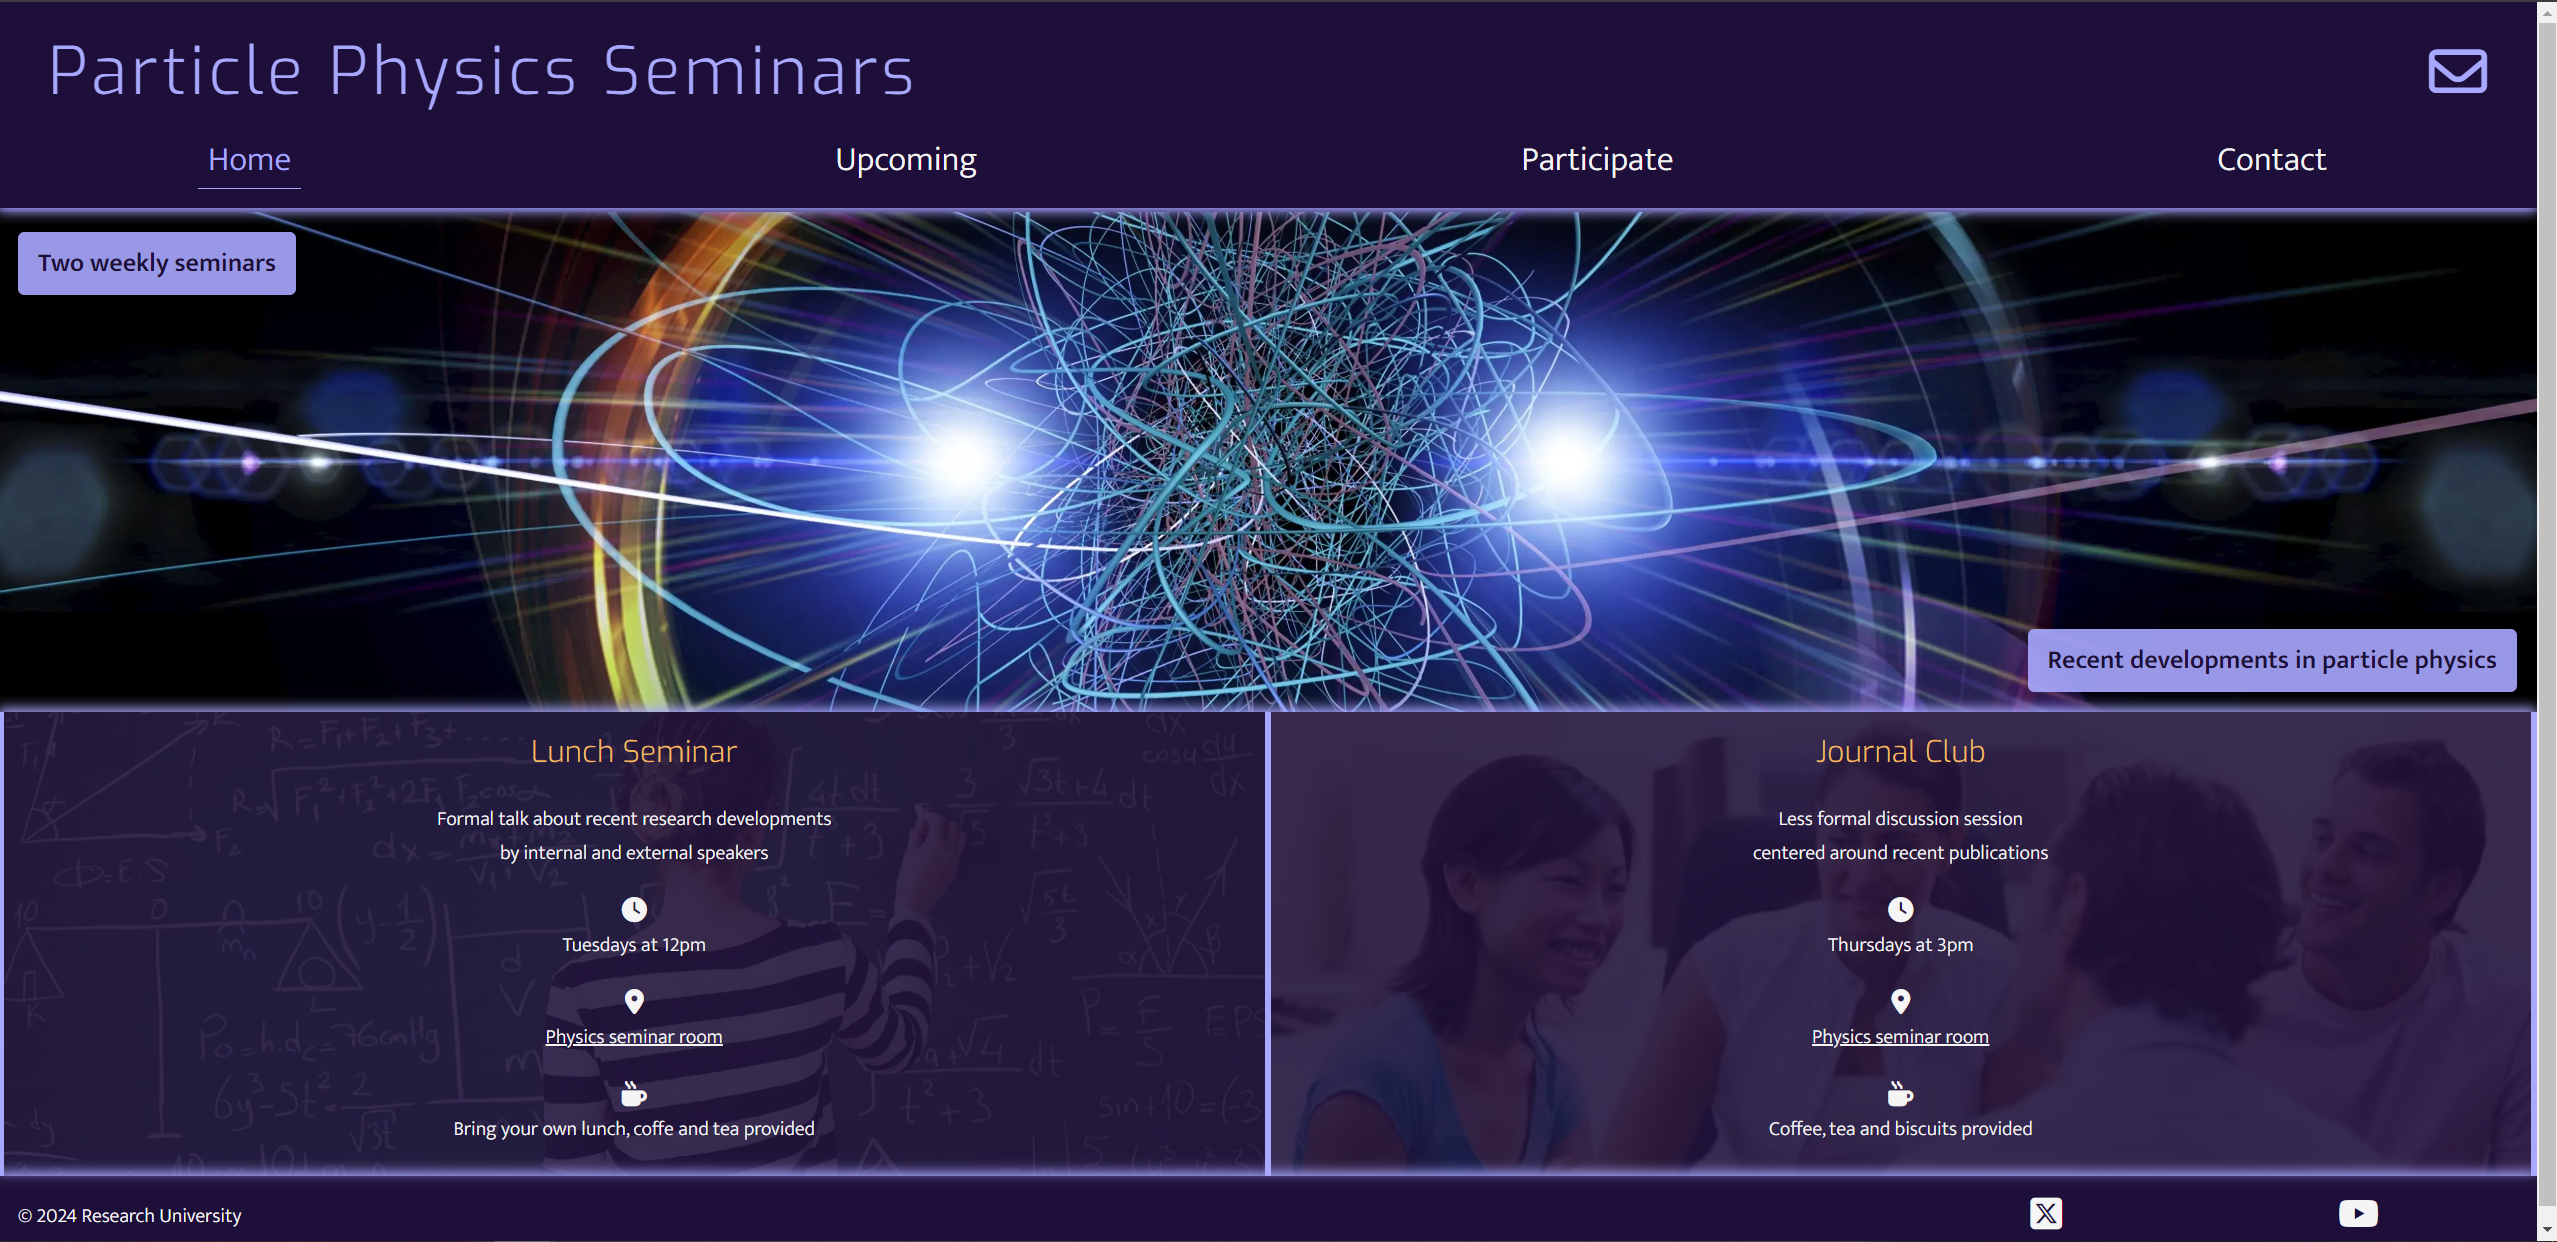 Particle Physics Seminars
Home
Upcoming
Participate
Contact
Two weekly seminars
Recent developments in particle physics
Lunch Seminar
Formal talk about recent research developments
by internal and external speakers
Tuesdays at 12pm
Physics seminar room
Bring your own lunch, coffe and tea provided
Journal Club
Less formal discussion session
centered around recent publications
Thursdays at 3pm
Physics seminar room
Coffee, tea and biscuits provided
© 2024 Research University